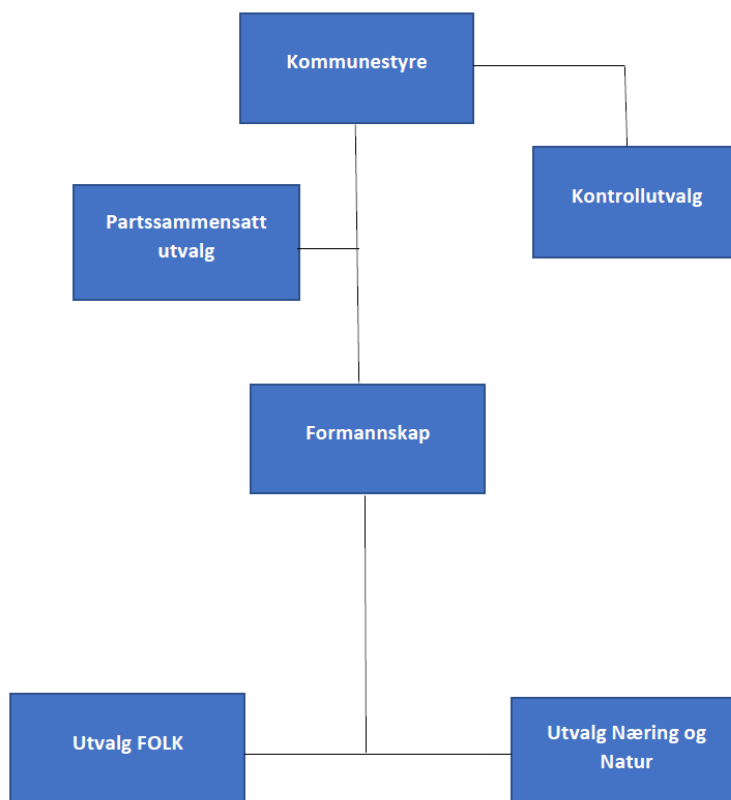 Kommunestyre
Kontrollutvalg
Partssammensatt
utvalg
Formannskap
Utvalg FOLK
Utvalg Næring og
Natur